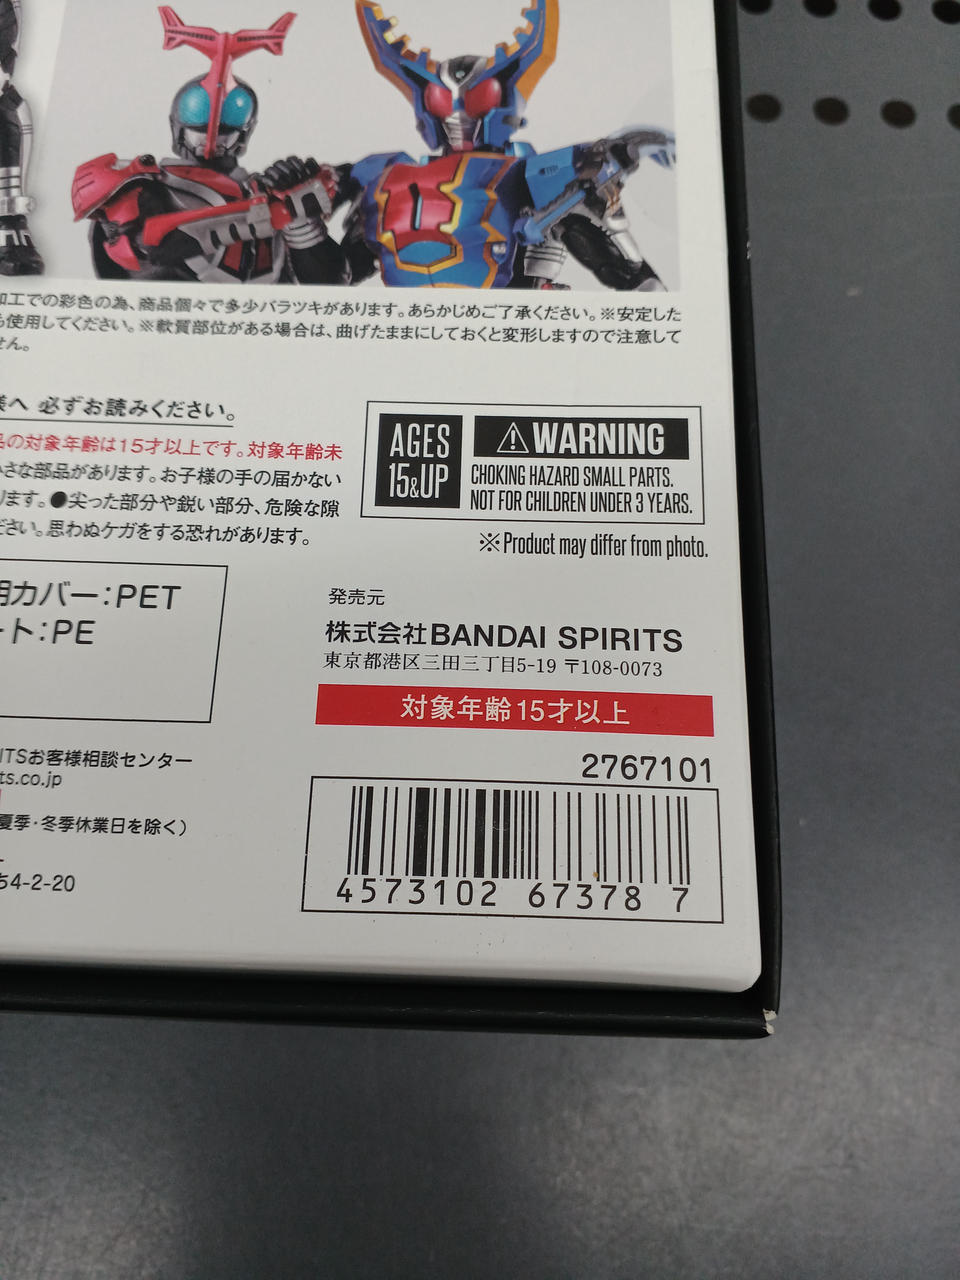 加工での彩色の為、商品個々で多少バラツキがあります。あらかじめご了承ください。※安定した
も使用してください。※軟質部位がある場合は、曲げたままにしておくと変形しますので注意して
せん。
様へ 必ずお読みください。
品の対象年齢は15才以上です。対象年齢未
小さな部品があります。お子様の手の届かない
ります。●尖った部分や鋭い部分、危険な隙
ださい。思わぬケガをする恐れがあります。
AGES
15&UP
⚠WARNING
CHOKING HAZARD SMALL PARTS.
NOT FOR CHILDREN UNDER 3 YEARS.
※Product may differ from photo.
明カバー:PET
ート:PE
発売元
株式会社BANDAI SPIRITS
東京都港区三田三丁目5-19 〒108-0073
対象年齢15才以上
ITSお客様相談センター
ts.co.jp
夏季・冬季休業日を除く)
54-2-20
2767101
4573102 67378 7